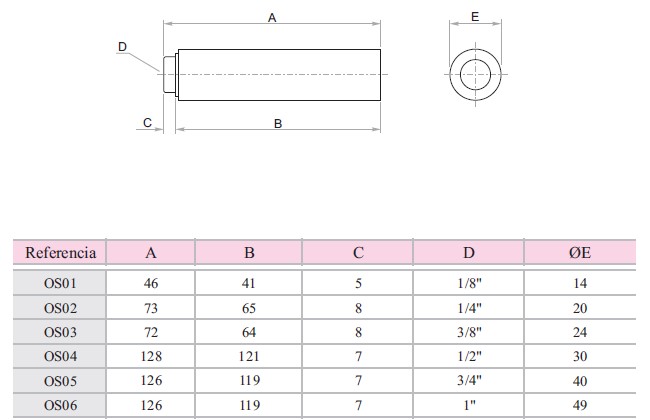 A
E
D
C
B
Referencia A B C D ØE
OS01 46 41 5 1/8" 14
OS02 73 65 8 1/4" 20
OS03 72 64 8 3/8" 24
OS04 128 121 7 1/2" 30
OS05 126 119 7 3/4" 40
OS06 126 119 7 1" 49